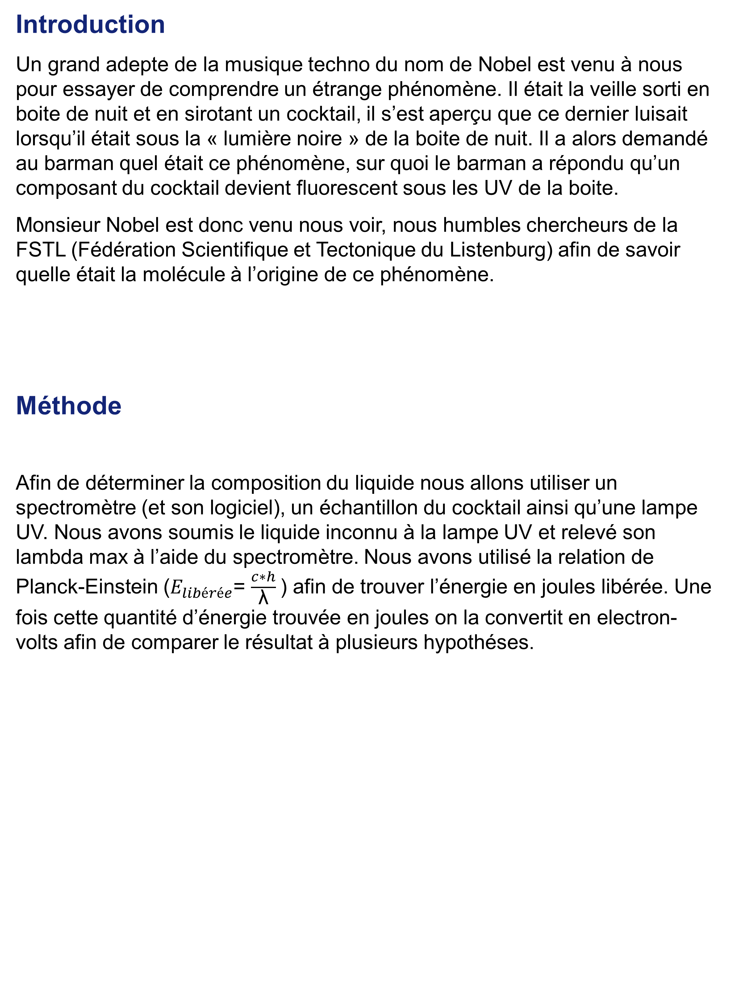 Introduction
Un grand adepte de la musique techno du nom de Nobel est venu à nous
pour essayer de comprendre un étrange phénomène. Il était la veille sorti en
boite de nuit et en sirotant un cocktail, il s’est aperçu que ce dernier luisait
lorsqu’il était sous la « lumière noire » de la boite de nuit. Il a alors demandé
au barman quel était ce phénomène, sur quoi le barman a répondu qu’un
composant du cocktail devient fluorescent sous les UV de la boite.
Monsieur Nobel est donc venu nous voir, nous humbles chercheurs de la
FSTL (Fédération Scientifique et Tectonique du Listenburg) afin de savoir
quelle était la molécule à l’origine de ce phénomène.
Méthode
Afin de déterminer la composition du liquide nous allons utiliser un
spectromètre (et son logiciel), un échantillon du cocktail ainsi qu’une lampe
UV. Nous avons soumis le liquide inconnu à la lampe UV et relevé son
lambda max à l’aide du spectromètre. Nous avons utilisé la relation de
Planck-Einstein (E_libérée = c*h/λ ) afin de trouver l’énergie en joules libérée. Une
fois cette quantité d’énergie trouvée en joules on la convertit en electron-
volts afin de comparer le résultat à plusieurs hypothéses.